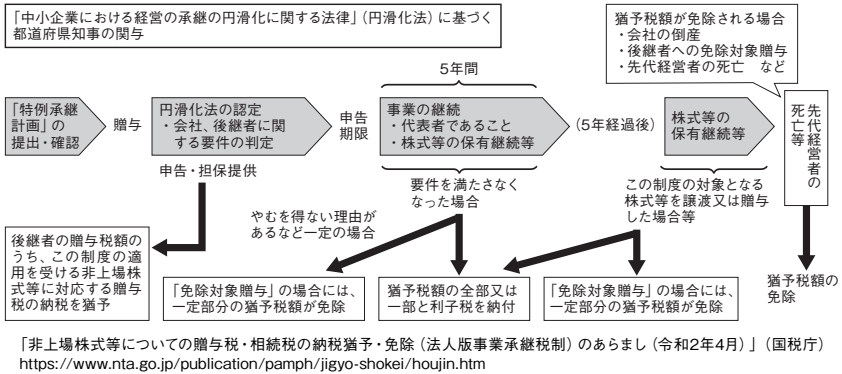 「中小企業における経営の承継の円滑化に関する法律」(円滑化法)に基づく
都道府県知事の関与
猶予税額が免除される場合
・会社の倒産
・後継者への免除対象贈与
・先代経営者の死亡 など
「特例承継
計画」の
提出・確認
贈与
円滑化法の認定
・会社、後継者に関
する要件の判定
申告
期限
5年間
事業の継続
・代表者であること
・株式等の保有継続等
(5年経過後)
株式等の
保有継続等
先代経営者の
死亡等
申告・担保提供
要件を満たさなく
なった場合
この制度の対象となる
株式等を譲渡又は贈与
した場合等
やむを得ない理由が
あるなど一定の場合
後継者の贈与税額の
うち、この制度の適
用を受ける非上場株
式等に対応する贈与
税の納税を猶予
「免除対象贈与」の場合には、
一定部分の猶予税額が免除
猶予税額の全部又は
一部と利子税を納付
「免除対象贈与」の場合には、
一定部分の猶予税額が免除
猶予税額の
免除
「非上場株式等についての贈与税・相続税の納税猶予・免除(法人版事業承継税制)のあらまし(令和2年4月)」(国税庁)
https://www.nta.go.jp/publication/pamph/jigyo-shokei/houjin.htm